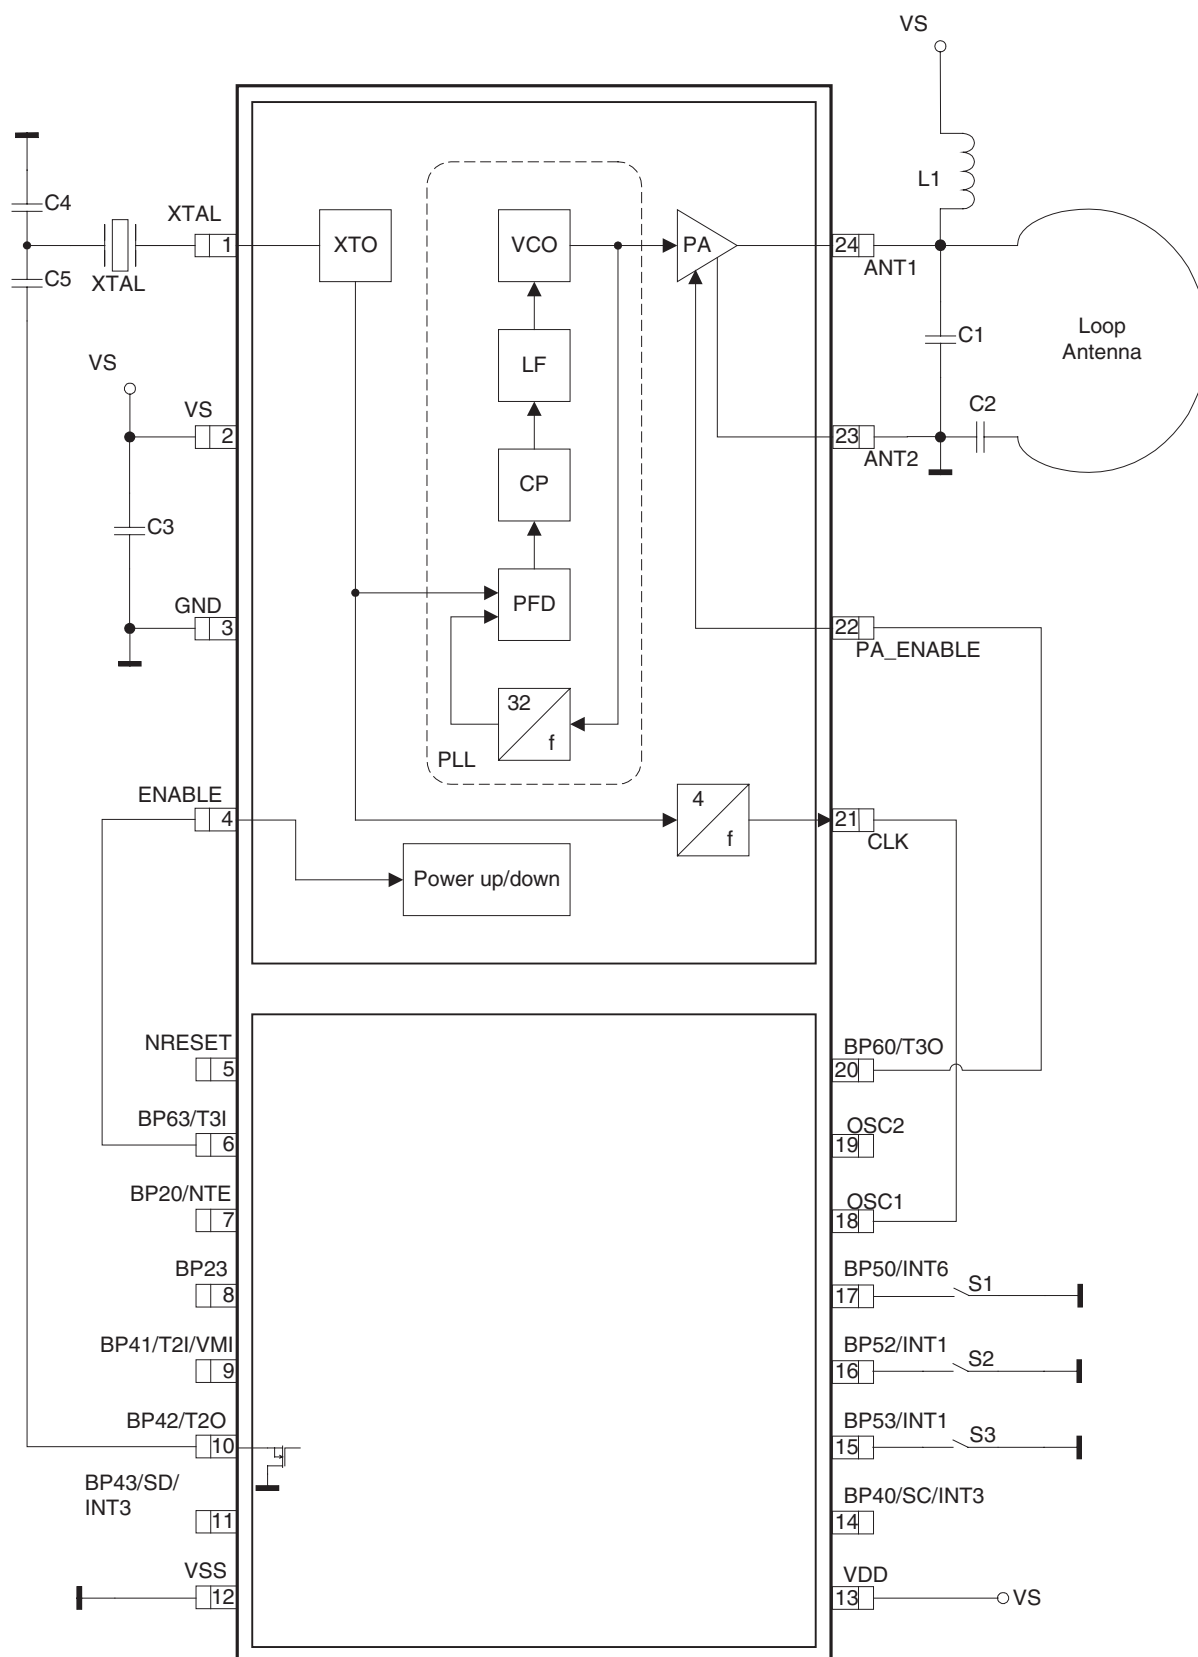 VS
L1
C4
XTAL
1
XTO
VCO
PA
24
ANT1
C5
XTAL
C1
Loop
Antenna
LF
VS
VS
2
C2
23
ANT2
CP
C3
GND
3
PFD
22
PA_ENABLE
32
f
PLL
ENABLE
4
4
f
21
CLK
Power up/down
NRESET
5
BP60/T3O
20
BP63/T3I
6
OSC2
19
BP20/NTE
7
OSC1
18
BP23
8
BP50/INT6
17
S1
BP41/T2I/VMI
9
BP52/INT1
16
S2
BP42/T2O
10
BP53/INT1
15
S3
BP43/SD/
INT3
11
BP40/SC/INT3
14
VSS
12
VDD
13
VS